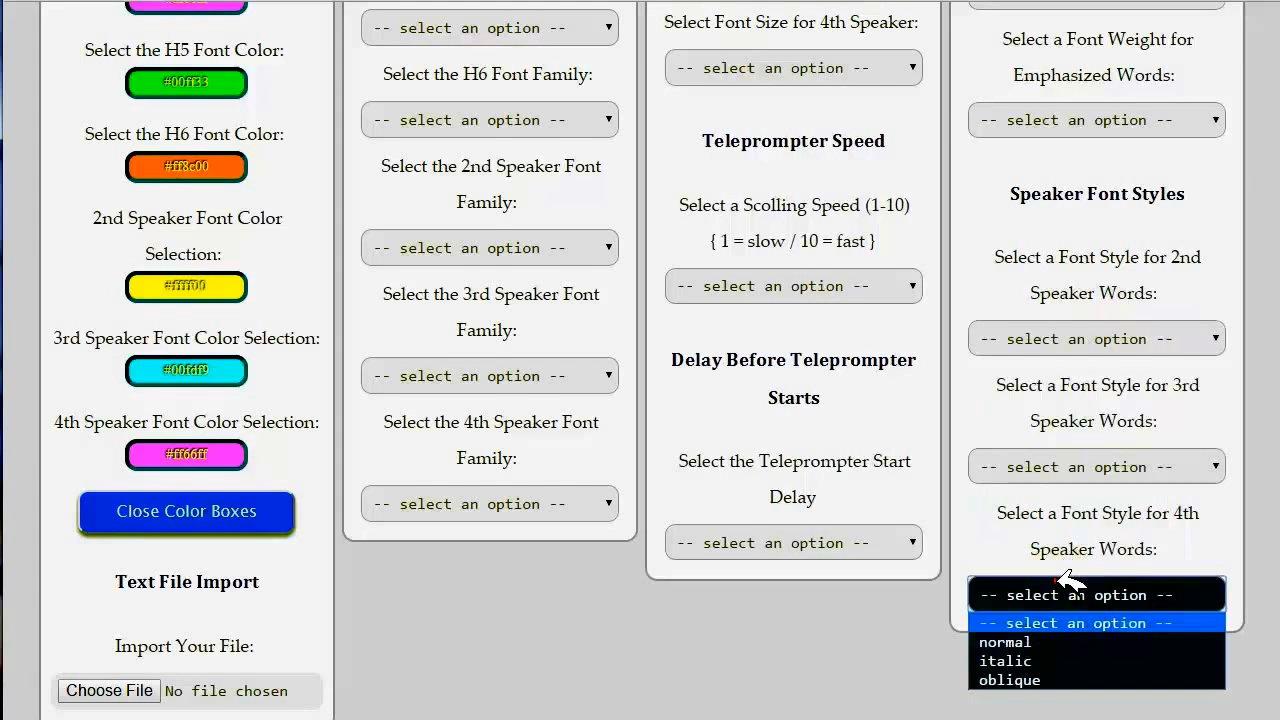 Select the H5 Font Color:
#00ff33
Select the H6 Font Color:
#ff8c00
2nd Speaker Font Color
Selection:
#ffff00
3rd Speaker Font Color Selection:
#00fdf9
4th Speaker Font Color Selection:
#ff66ff
Close Color Boxes
Text File Import
Import Your File:
Choose File No file chosen
-- select an option --
Select the H6 Font Family:
-- select an option --
Select the 2nd Speaker Font
Family:
-- select an option --
Select the 3rd Speaker Font
Family:
-- select an option --
Select the 4th Speaker Font
Family:
-- select an option --
Select Font Size for 4th Speaker:
-- select an option --
Teleprompter Speed
Select a Scolling Speed (1-10)
{ 1 = slow / 10 = fast }
-- select an option --
Delay Before Teleprompter
Starts
Select the Teleprompter Start
Delay
-- select an option --
Select a Font Weight for
Emphasized Words:
-- select an option --
Speaker Font Styles
Select a Font Style for 2nd
Speaker Words:
-- select an option --
Select a Font Style for 3rd
Speaker Words:
-- select an option --
Select a Font Style for 4th
Speaker Words:
-- select an option --
-- select an option --
normal
italic
oblique